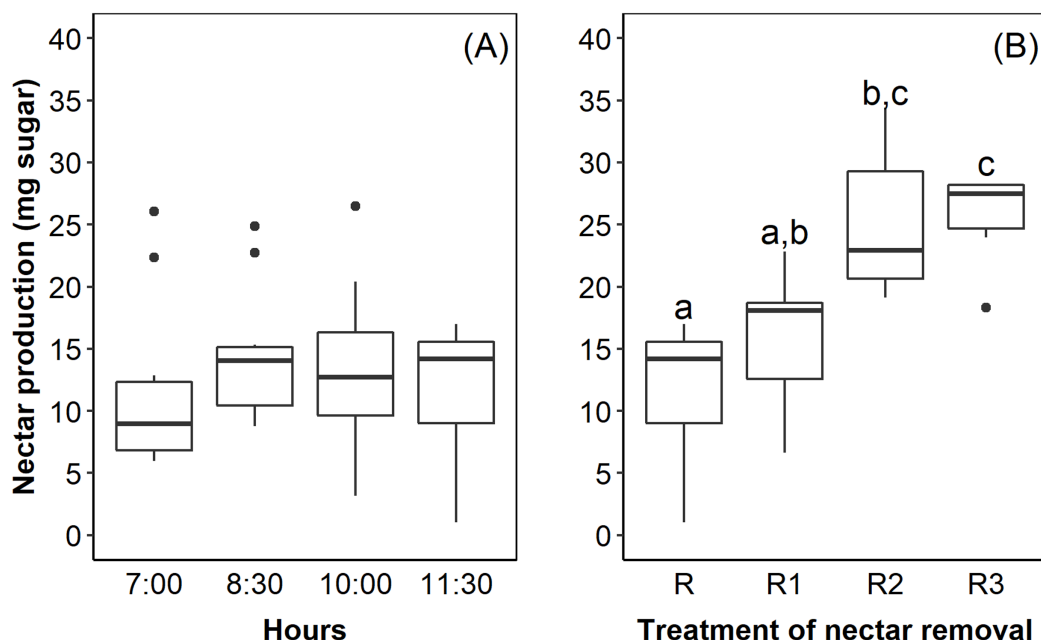 Nectar production (mg sugar)
40
35
30
25
20
15
10
5
0
(A)
7:00 8:30 10:00 11:30
Hours
40
35
30
25
20
15
10
5
0
(B)
a
a,b
b,c
c
R R1 R2 R3
Treatment of nectar removal